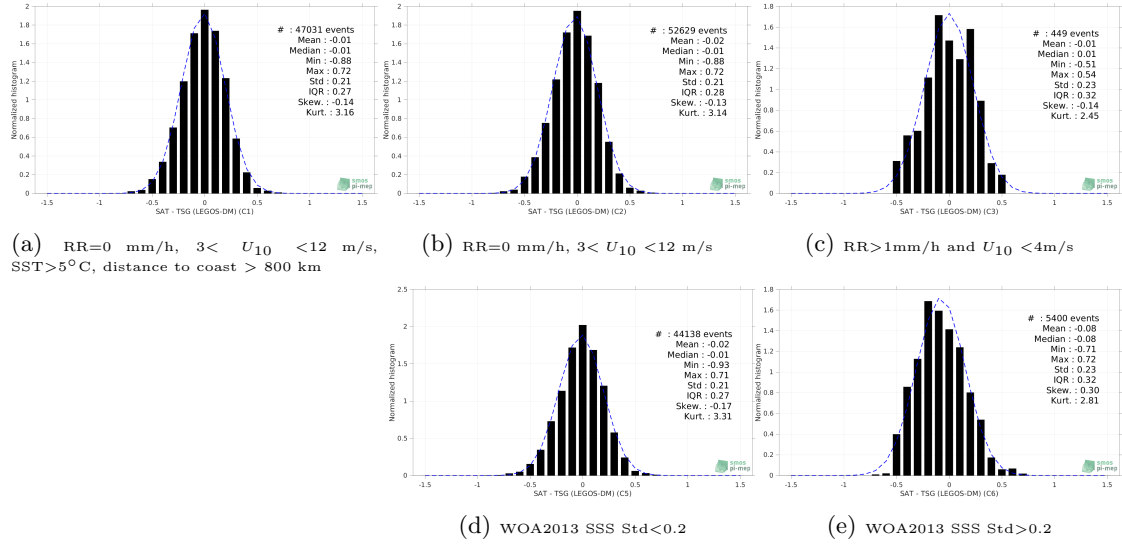 Normalized histogram
2
1.8
1.6
1.4
1.2
1
0.8
0.6
0.4
0.2
0
-1.5
-1
-0.5
0
0.5
1
1.5
# : 47031 events
Mean : -0.01
Median : -0.01
Min : -0.88
Max : 0.72
Std : 0.21
IQR : 0.27
Skew. : -0.14
Kurt. : 3.16
smos
pi-mep
SAT - TSG (LEGOS-DM) (C1)
(a) RR=0 mm/h, 3< U10 <12 m/s,
SST>5°C, distance to coast > 800 km
Normalized histogram
2
1.8
1.6
1.4
1.2
1
0.8
0.6
0.4
0.2
0
-1.5
-1
-0.5
0
0.5
1
1.5
# : 52629 events
Mean : -0.02
Median : -0.01
Min : -0.88
Max : 0.72
Std : 0.21
IQR : 0.28
Skew. : -0.13
Kurt. : 3.14
smos
pi-mep
SAT - TSG (LEGOS-DM) (C2)
(b) RR=0 mm/h, 3< U10 <12 m/s
Normalized histogram
1.8
1.6
1.4
1.2
1
0.8
0.6
0.4
0.2
0
-1.5
-1
-0.5
0
0.5
1
1.5
# : 449 events
Mean : -0.01
Median : 0.01
Min : -0.51
Max : 0.54
Std : 0.23
IQR : 0.32
Skew. : -0.14
Kurt. : 2.45
smos
pi-mep
SAT - TSG (LEGOS-DM) (C3)
(c) RR>1mm/h and U10 <4m/s
Normalized histogram
2.5
2
1.5
1
0.5
0
-1.5
-1
-0.5
0
0.5
1
1.5
# : 44138 events
Mean : -0.02
Median : -0.01
Min : -0.93
Max : 0.71
Std : 0.21
IQR : 0.27
Skew. : -0.17
Kurt. : 3.31
smos
pi-mep
SAT - TSG (LEGOS-DM) (C5)
(d) WOA2013 SSS Std<0.2
Normalized histogram
1.8
1.6
1.4
1.2
1
0.8
0.6
0.4
0.2
0
-1.5
-1
-0.5
0
0.5
1
1.5
# : 5400 events
Mean : -0.08
Median : -0.08
Min : -0.71
Max : 0.72
Std : 0.23
IQR : 0.32
Skew. : 0.30
Kurt. : 2.81
smos
pi-mep
SAT - TSG (LEGOS-DM) (C6)
(e) WOA2013 SSS Std>0.2